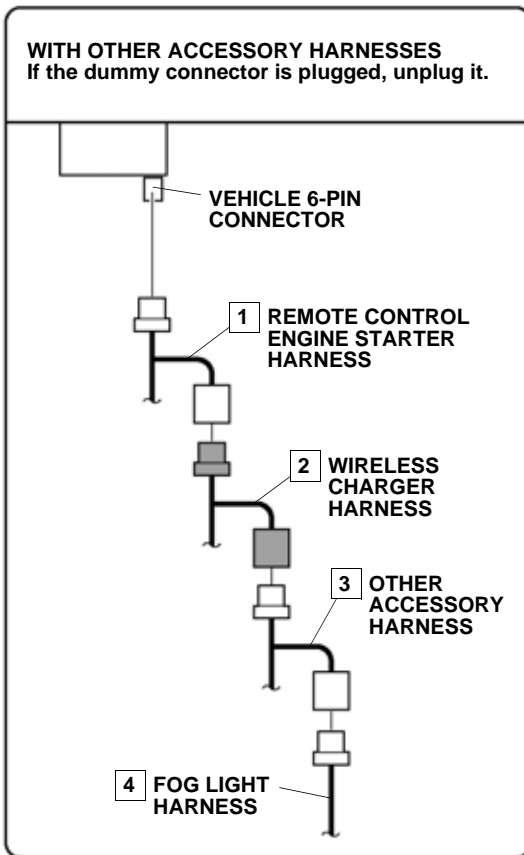 WITH OTHER ACCESSORY HARNESSES
If the dummy connector is plugged, unplug it.
VEHICLE 6-PIN
CONNECTOR
1 REMOTE CONTROL
ENGINE STARTER
HARNESS
2 WIRELESS
CHARGER
HARNESS
3 OTHER
ACCESSORY
HARNESS
4 FOG LIGHT
HARNESS